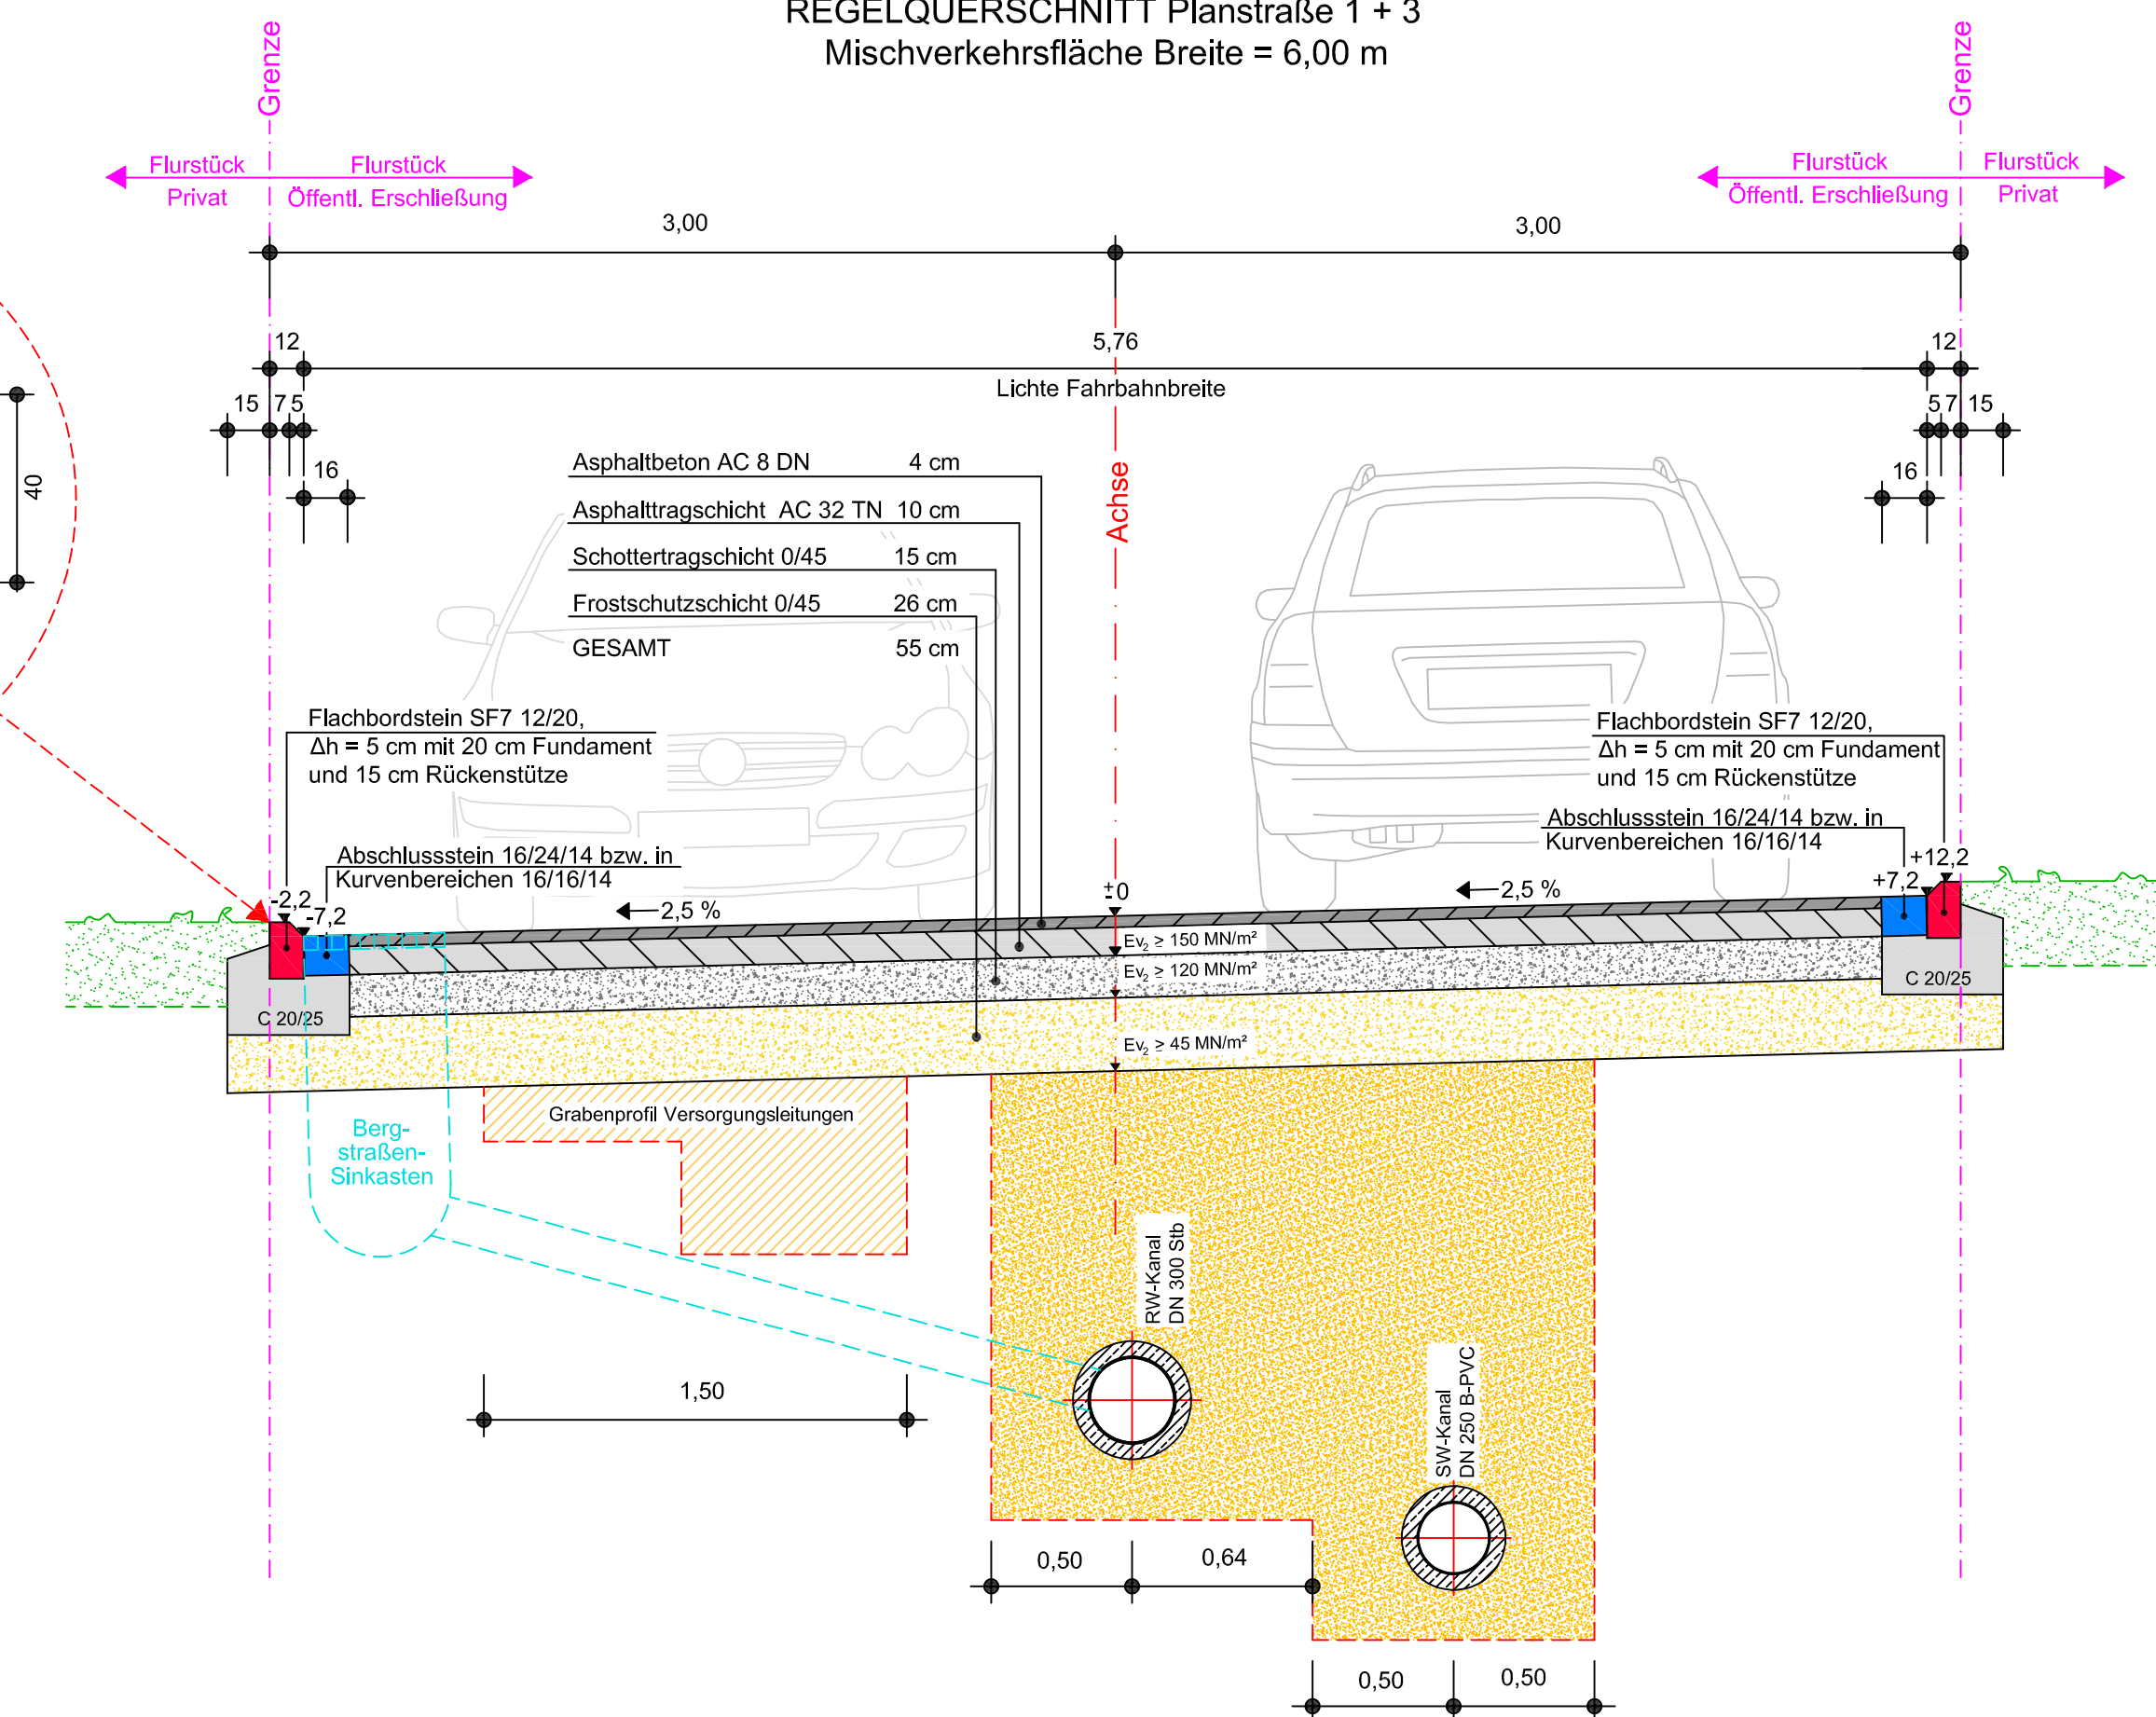 REGELQUERSCHNITT Planstraße 1 + 3
Mischverkehrsfläche Breite = 6,00 m
Grenze
Grenze
Flurstück
Flurstück
Privat
Öffentl. Erschließung
Flurstück
Flurstück
Öffentl. Erschließung
Privat
3,00
3,00
12
5,76
12
Lichte Fahrbahnbreite
15
7
5
5
7
15
16
16
40
Achse
Asphaltbeton AC 8 DN 4 cm
Asphalttragschicht AC 32 TN 10 cm
Schottertragschicht 0/45 15 cm
Frostschutzschicht 0/45 26 cm
GESAMT 55 cm
Flachbordstein SF7 12/20,
Δh = 5 cm mit 20 cm Fundament
und 15 cm Rückenstütze
Flachbordstein SF7 12/20,
Δh = 5 cm mit 20 cm Fundament
und 15 cm Rückenstütze
Abschlussstein 16/24/14 bzw. in
Kurvenbereichen 16/16/14
Abschlussstein 16/24/14 bzw. in
Kurvenbereichen 16/16/14
-2,2
-7,2
2,5 %
±0
2,5 %
+7,2
+12,2
Ev₂ ≥ 150 MN/m²
Ev₂ ≥ 120 MN/m²
Ev₂ ≥ 45 MN/m²
C 20/25
C 20/25
Grabenprofil Versorgungsleitungen
Berg-
straßen-
Sinkasten
RW-Kanal
DN 300 Stb
SW-Kanal
DN 250 B-PVC
1,50
0,50
0,64
0,50
0,50